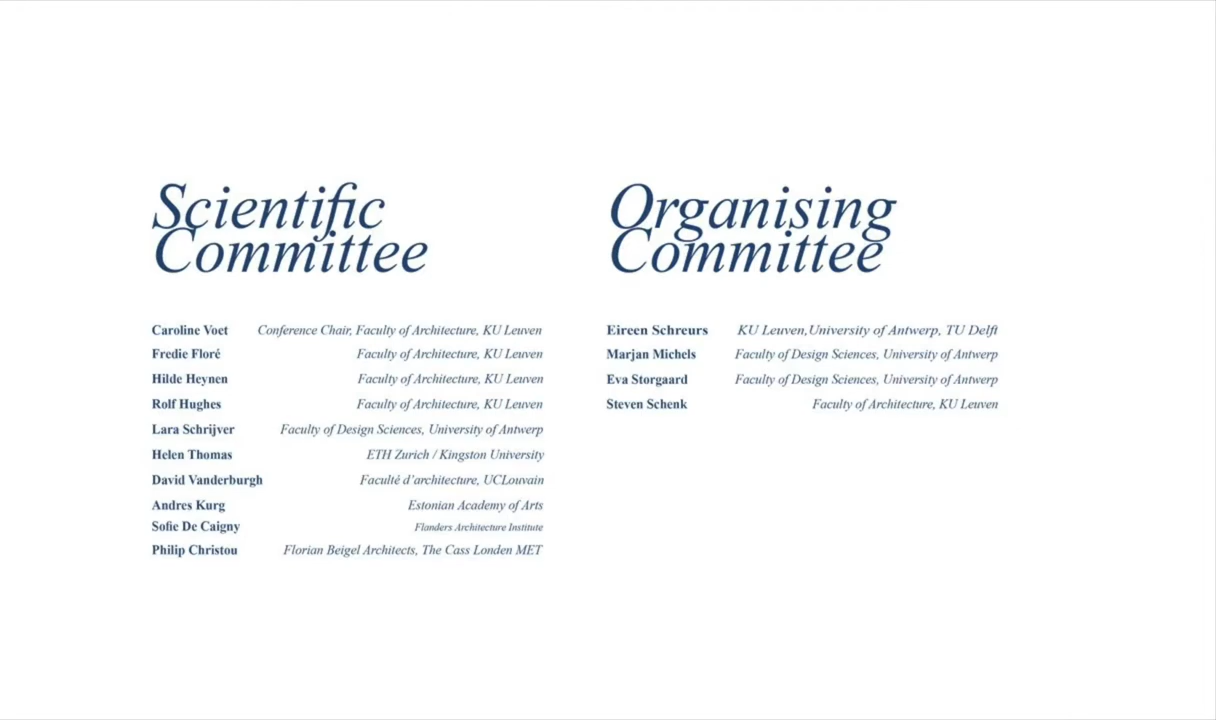 Scientific
Committee
Caroline Voet Conference Chair, Faculty of Architecture, KU Leuven
Fredie Floré Faculty of Architecture, KU Leuven
Hilde Heynen Faculty of Architecture, KU Leuven
Rolf Hughes Faculty of Architecture, KU Leuven
Lara Schrijver Faculty of Design Sciences, University of Antwerp
Helen Thomas ETH Zurich / Kingston University
David Vanderburgh Faculté d'architecture, UCLouvain
Andres Kurg Estonian Academy of Arts
Sofie De Caigny Flanders Architecture Institute
Philip Christou Florian Beigel Architects, The Cass Londen MET
Organising
Committee
Eireen Schreurs KU Leuven,University of Antwerp, TU Delft
Marjan Michels Faculty of Design Sciences, University of Antwerp
Eva Storgaard Faculty of Design Sciences, University of Antwerp
Steven Schenk Faculty of Architecture, KU Leuven